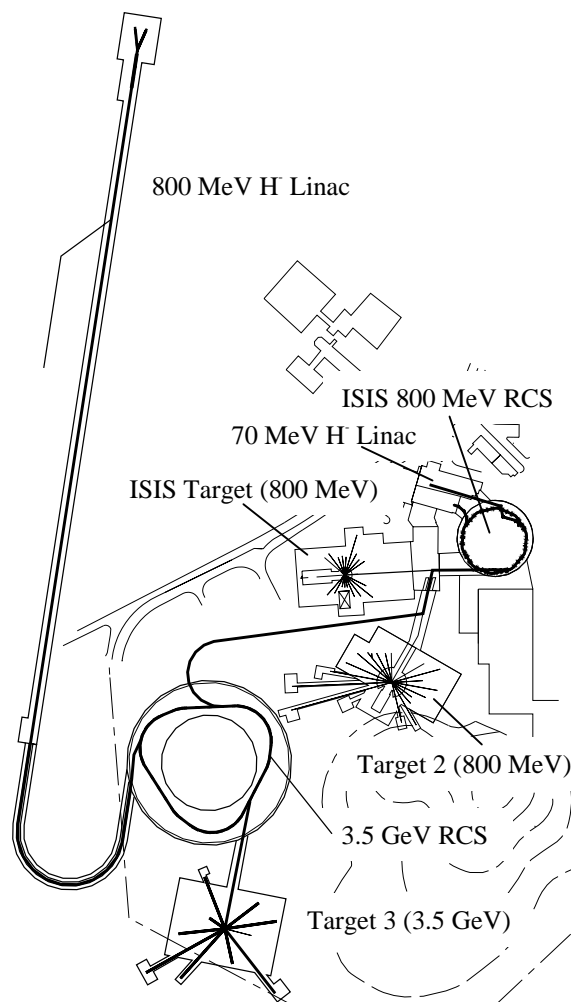 800 MeV H⁻ Linac
ISIS 800 MeV RCS
70 MeV H⁻ Linac
ISIS Target (800 MeV)
Target 2 (800 MeV)
3.5 GeV RCS
Target 3 (3.5 GeV)